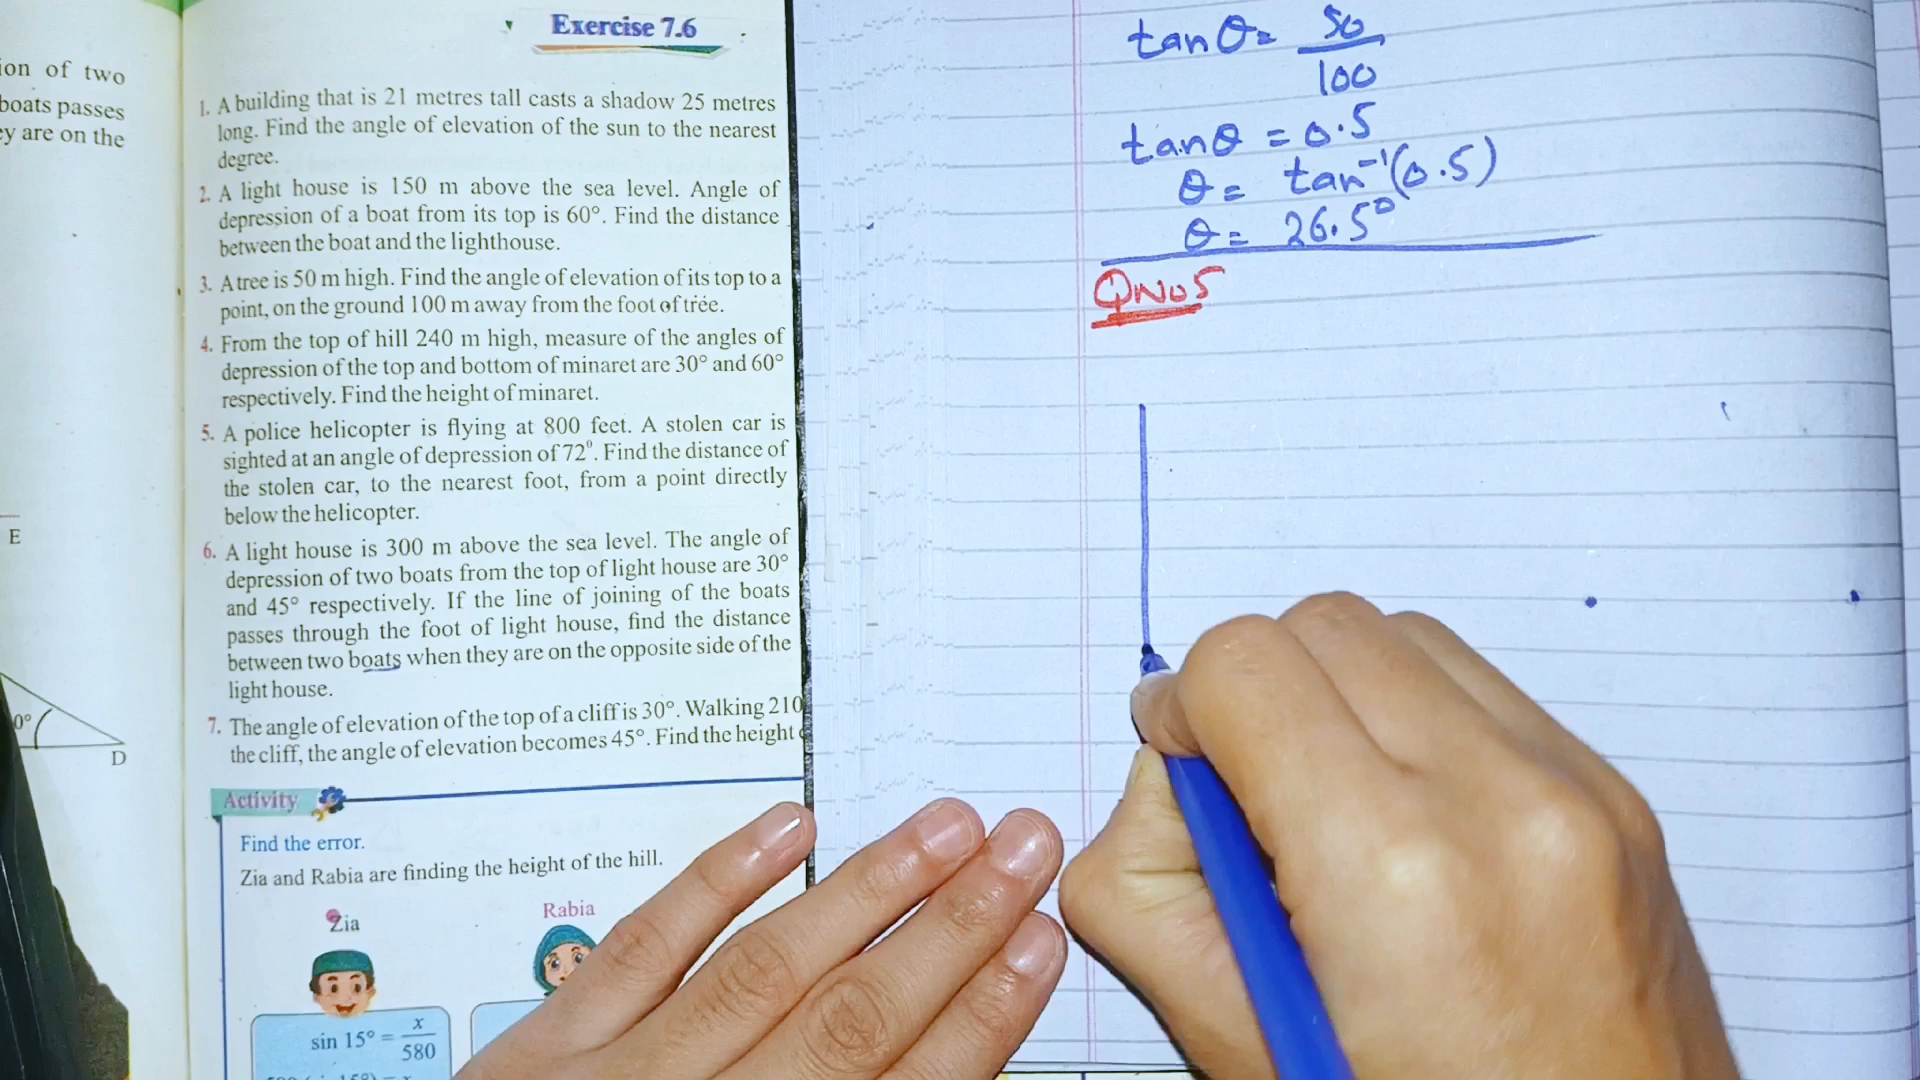 ion of two
boats passes
ey are on the
E
0°
D
Exercise 7.6
1. A building that is 21 metres tall casts a shadow 25 metres
long. Find the angle of elevation of the sun to the nearest
degree.
2. A light house is 150 m above the sea level. Angle of
depression of a boat from its top is 60°. Find the distance
between the boat and the lighthouse.
3. A tree is 50 m high. Find the angle of elevation of its top to a
point, on the ground 100 m away from the foot of tree.
4. From the top of hill 240 m high, measure of the angles of
depression of the top and bottom of minaret are 30° and 60°
respectively. Find the height of minaret.
5. A police helicopter is flying at 800 feet. A stolen car is
sighted at an angle of depression of 72°. Find the distance of
the stolen car, to the nearest foot, from a point directly
below the helicopter.
6. A light house is 300 m above the sea level. The angle of
depression of two boats from the top of light house are 30°
and 45° respectively. If the line of joining of the boats
passes through the foot of light house, find the distance
between two boats when they are on the opposite side of the
light house.
7. The angle of elevation of the top of a cliff is 30°. Walking 210
the cliff, the angle of elevation becomes 45°. Find the height
Activity
Find the error.
Zia and Rabia are finding the height of the hill.
Zia
Rabia
sin 15° = x/580
tan θ = 50/100
tan θ = 0.5
θ = tan⁻¹(0.5)
θ = 26.5°
QNo5